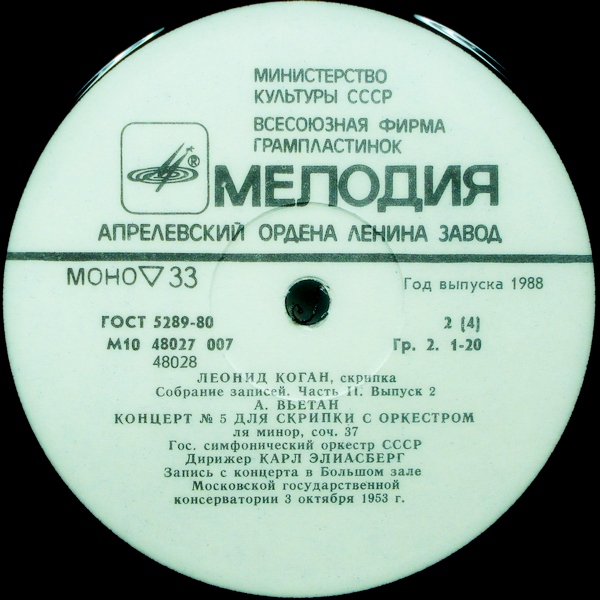 МИНИСТЕРСТВО
КУЛЬТУРЫ СССР
ВСЕСОЮЗНАЯ ФИРМА
ГРАМПЛАСТИНОК
® МЕЛОДИЯ
АПРЕЛЕВСКИЙ ОРДЕНА ЛЕНИНА ЗАВОД
МОНО ▽ 33
Год выпуска 1988
ГОСТ 5289-80
2 (4)
М10 48027 007
Гр. 2. 1-20
48028
ЛЕОНИД КОГАН, скрипка
Собрание записей. Часть II. Выпуск 2
А. ВЬЕТАН
КОНЦЕРТ № 5 ДЛЯ СКРИПКИ С ОРКЕСТРОМ
ля минор, соч. 37
Гос. симфонический оркестр СССР
Дирижер КАРЛ ЭЛИАСБЕРГ
Запись с концерта в Большом зале
Московской государственной
консерватории 3 октября 1953 г.